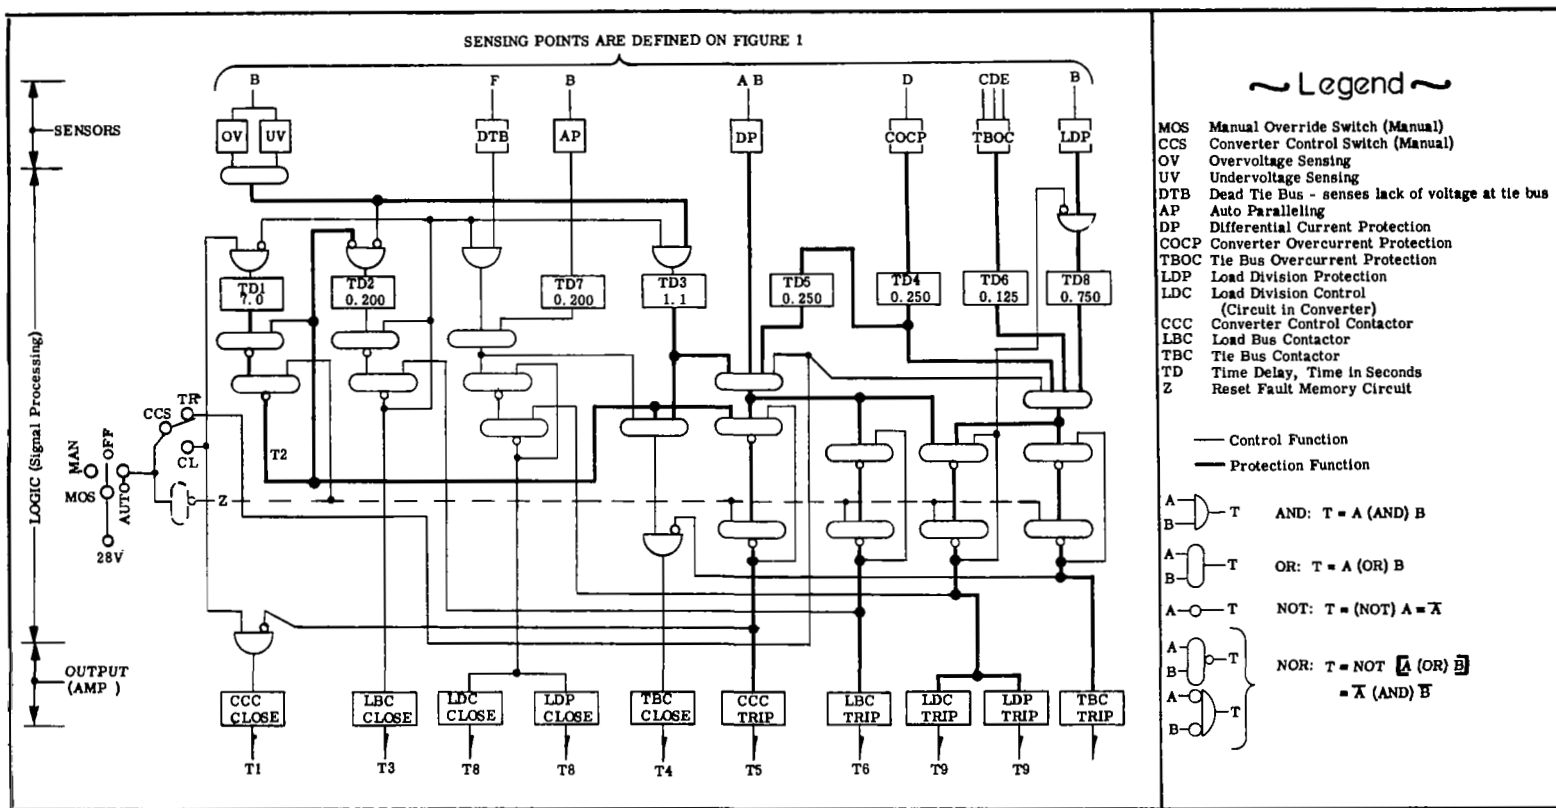 SENSING POINTS ARE DEFINED ON FIGURE 1
B F B A B D CDE B
SENSORS
OV UV DTB AP DP COCP TBOC LDP
LOGIC (Signal Processing)
TD1 7.0
TD2 0.200
TD7 0.200
TD3 1.1
TD5 0.250
TD4 0.250
TD6 0.125
TD8 0.750
TR
CCS
CL
T2
MAN
OFF
MOS
AUTO
Z
28V
OUTPUT
(AMP )
CCC CLOSE
LBC CLOSE
LDC CLOSE
LDP CLOSE
TBC CLOSE
CCC TRIP
LBC TRIP
LDC TRIP
LDP TRIP
TBC TRIP
T1 T3 T8 T8 T4 T5 T6 T9 T9
~ Legend ~
MOS Manual Override Switch (Manual)
CCS Converter Control Switch (Manual)
OV Overvoltage Sensing
UV Undervoltage Sensing
DTB Dead Tie Bus - senses lack of voltage at tie bus
AP Auto Paralleling
DP Differential Current Protection
COCP Converter Overcurrent Protection
TBOC Tie Bus Overcurrent Protection
LDP Load Division Protection
LDC Load Division Control
(Circuit in Converter)
CCC Converter Control Contactor
LBC Load Bus Contactor
TBC Tie Bus Contactor
TD Time Delay, Time in Seconds
Z Reset Fault Memory Circuit
Control Function
Protection Function
A B T AND: T = A (AND) B
A B T OR: T = A (OR) B
A T NOT: T = (NOT) A = A̅
A B T
A B T
NOR: T = NOT [A (OR) B]
= A̅ (AND) B̅